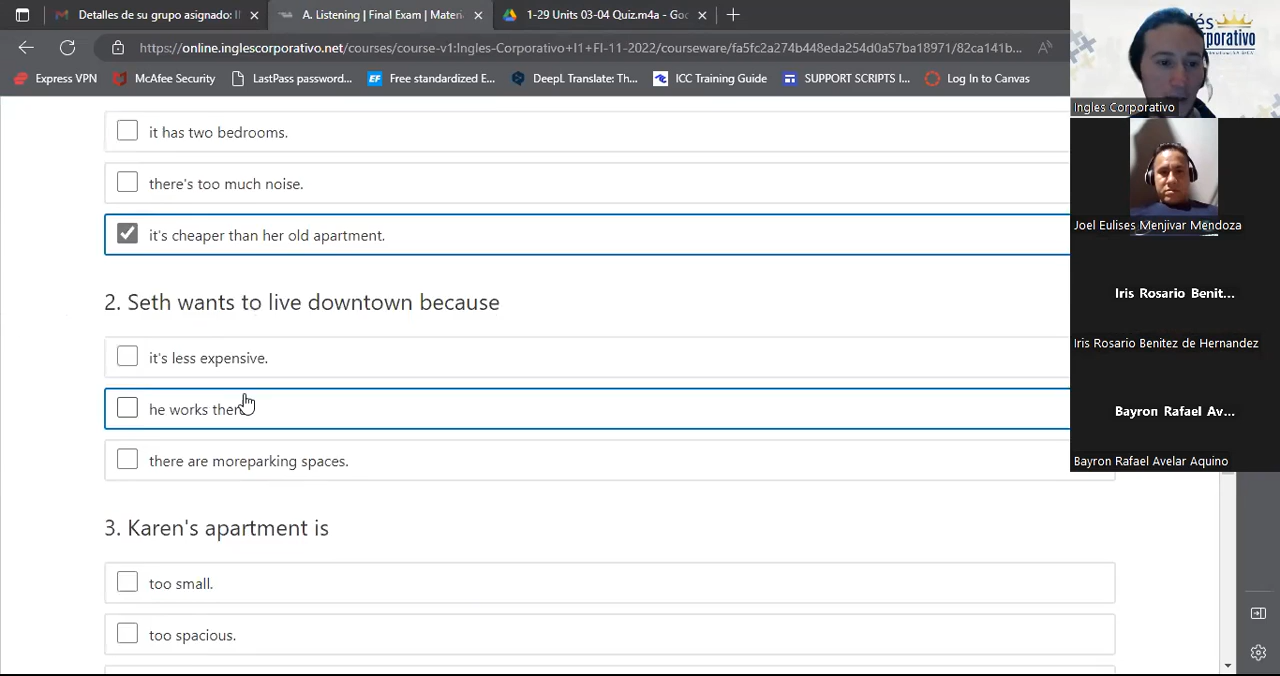 Detalles de su grupo asignado: I
A. Listening | Final Exam | Mater
1-29 Units 03-04 Quiz.m4a - Goo
https://online.inglescorporativo.net/courses/course-v1:Ingles-Corporativo+I1+FI-11-2022/courseware/fa5fc2a274b448eda254d0a57ba18971/82ca141b...
Express VPN
McAfee Security
LastPass password...
Free standardized E...
DeepL Translate: Th...
ICC Training Guide
SUPPORT SCRIPTS I...
Log In to Canvas
it has two bedrooms.
there's too much noise.
it's cheaper than her old apartment.
2. Seth wants to live downtown because
it's less expensive.
he works there
there are moreparking spaces.
3. Karen's apartment is
too small.
too spacious.
Ingles Corporativo
Joel Eulises Menjivar Mendoza
Iris Rosario Benit...
Iris Rosario Benitez de Hernandez
Bayron Rafael Av...
Bayron Rafael Avelar Aquino